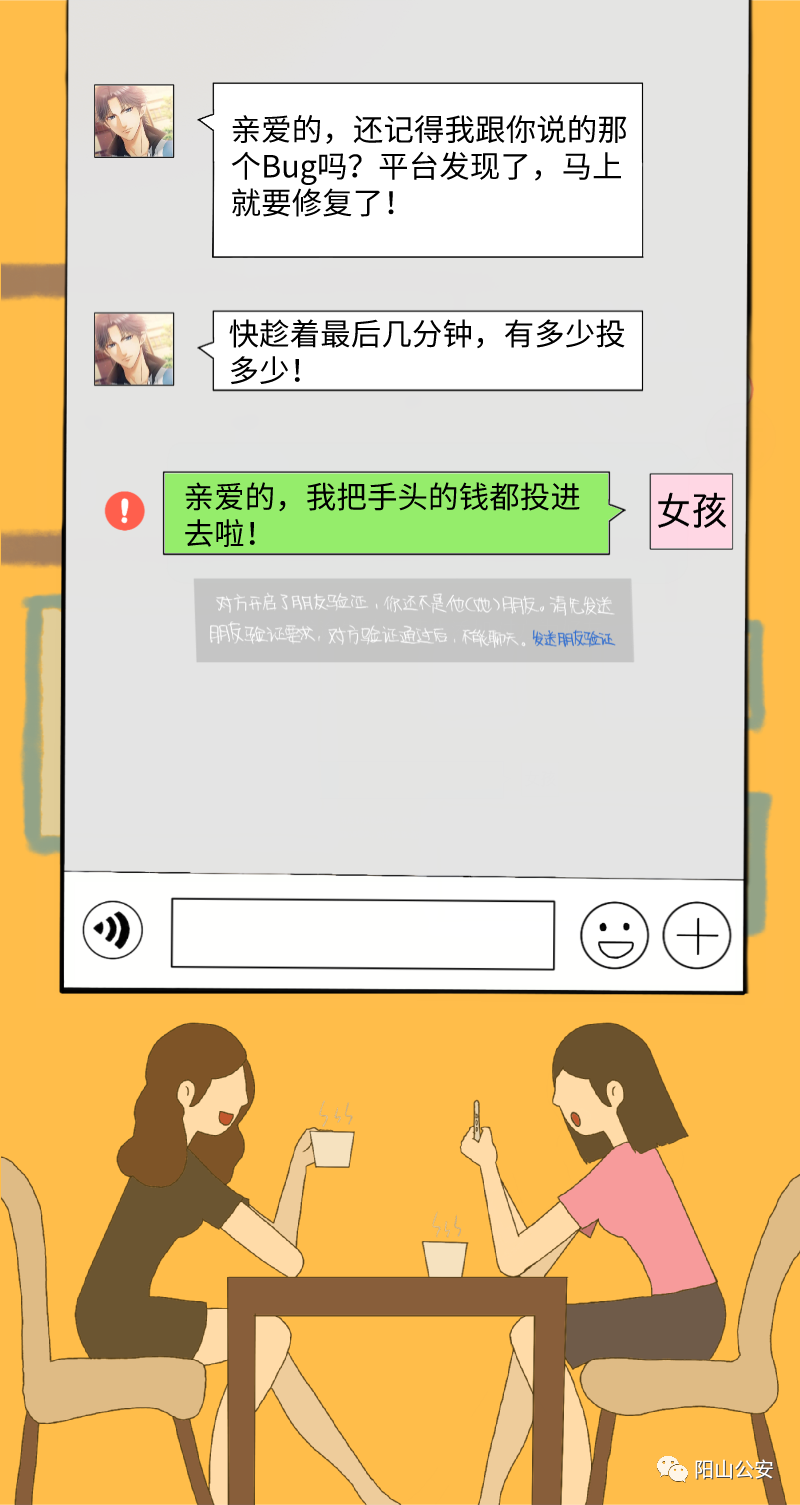 亲爱的，还记得我跟你说的那
个Bug吗？平台发现了，马上
就要修复了！
快趁着最后几分钟，有多少投
多少！
亲爱的，我把手头的钱都投进
去啦！
女孩
对方开启了朋友验证，你还不是他（她）朋友。请先发送
朋友验证要求，对方验证通过后，才能聊天。发送朋友验证
阳山公安